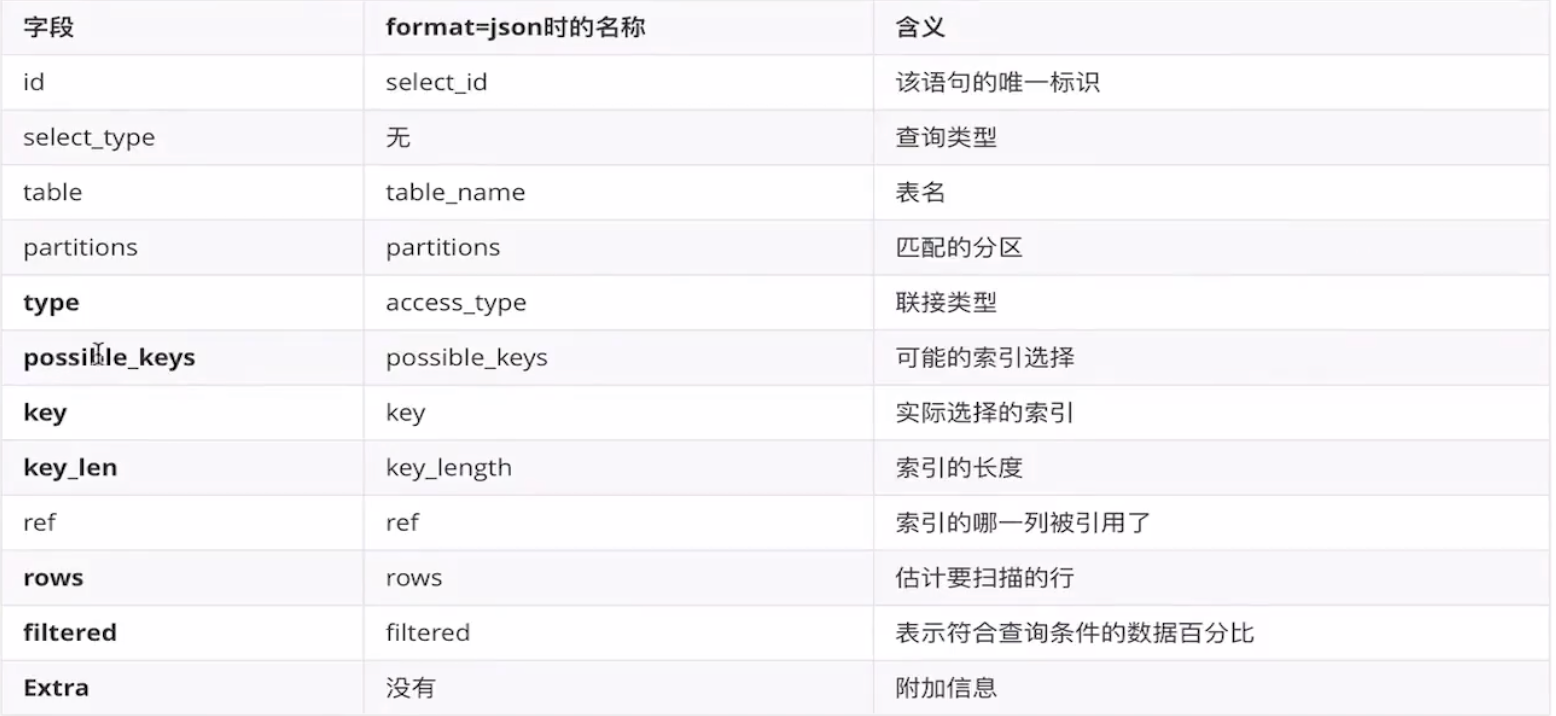 字段 format=json时的名称 含义
id select_id 该语句的唯一标识
select_type 无 查询类型
table table_name 表名
partitions partitions 匹配的分区
type access_type 联接类型
possible_keys possible_keys 可能的索引选择
key key 实际选择的索引
key_len key_length 索引的长度
ref ref 索引的哪一列被引用了
rows rows 估计要扫描的行
filtered filtered 表示符合查询条件的数据百分比
Extra 没有 附加信息